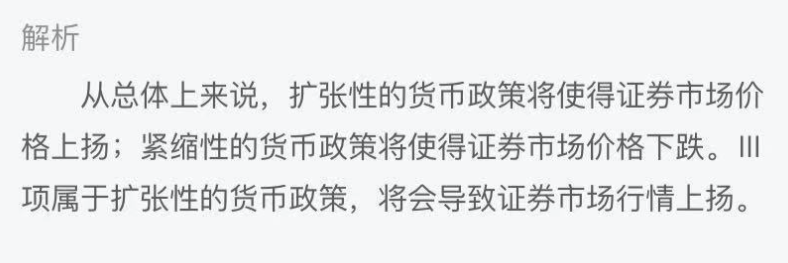 解析
从总体上来说，扩张性的货币政策将使得证券市场价
格上扬；紧缩性的货币政策将使得证券市场价格下跌。III
项属于扩张性的货币政策，将会导致证券市场行情上扬。